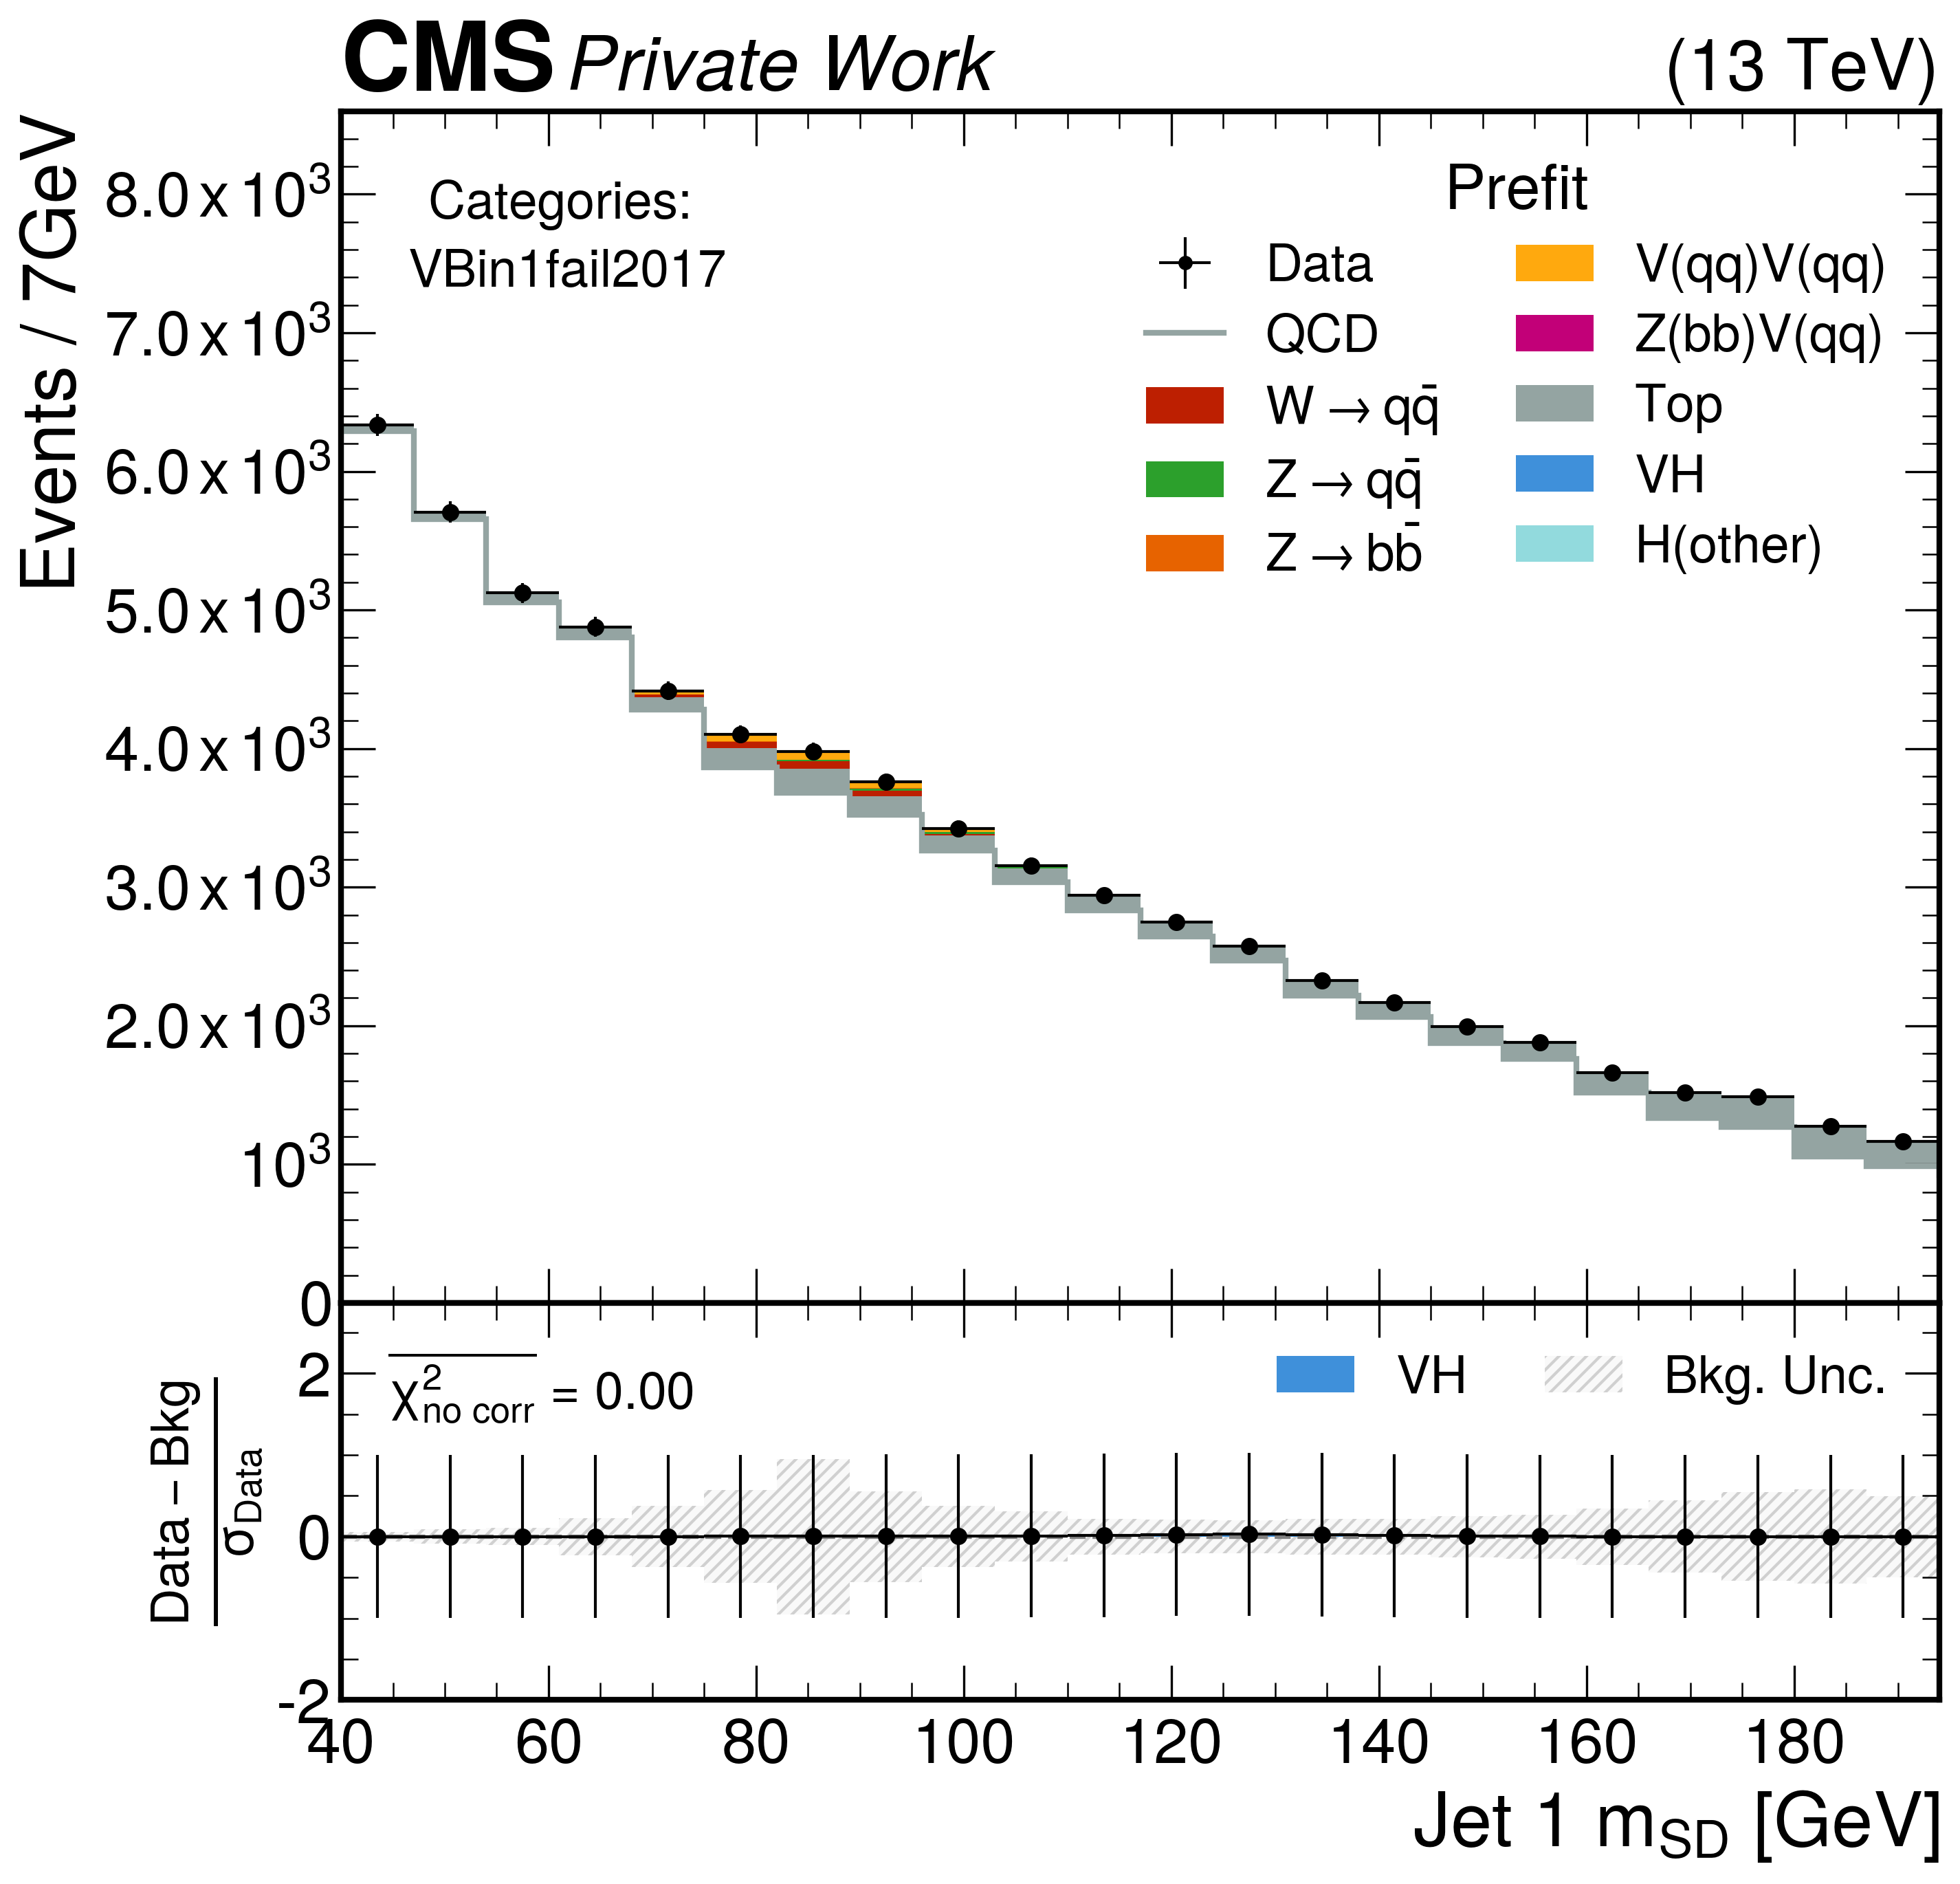 CMS Private Work (13 TeV)
Events / 7GeV
8.0 x 10³
7.0 x 10³
6.0 x 10³
5.0 x 10³
4.0 x 10³
3.0 x 10³
2.0 x 10³
10³
0
Categories:
VBin1fail2017
Prefit
Data
QCD
W → qq̄
Z → qq̄
Z → bb̄
V(qq)V(qq)
Z(bb)V(qq)
Top
VH
H(other)
Data − Bkg
σ_Data
2
0
-2
χ²_no corr = 0.00
VH
Bkg. Unc.
40 60 80 100 120 140 160 180
Jet 1 m_SD [GeV]